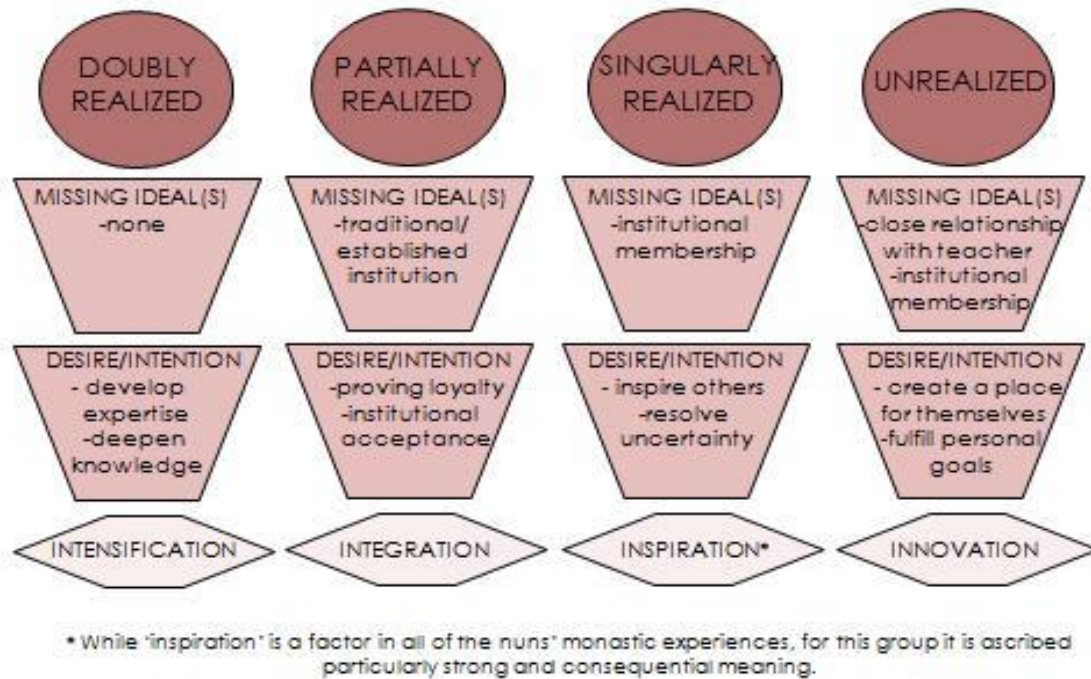 DOUBLY
REALIZED
PARTIALLY
REALIZED
SINGULARLY
REALIZED
UNREALIZED
MISSING IDEAL(S)
-none
MISSING IDEAL(S)
-traditional/
established
institution
MISSING IDEAL(S)
-institutional
membership
MISSING IDEAL(S)
-close relationship
with teacher
-institutional
membership
DESIRE/INTENTION
- develop
expertise
-deepen
knowledge
DESIRE/INTENTION
-proving loyalty
-institutional
acceptance
DESIRE/INTENTION
- inspire others
-resolve
uncertainty
DESIRE/INTENTION
- create a place
for themselves
-fulfill personal
goals
INTENSIFICATION
INTEGRATION
INSPIRATION*
INNOVATION
* While "inspiration" is a factor in all of the nuns' monastic experiences, for this group it is ascribed
particularly strong and consequential meaning.